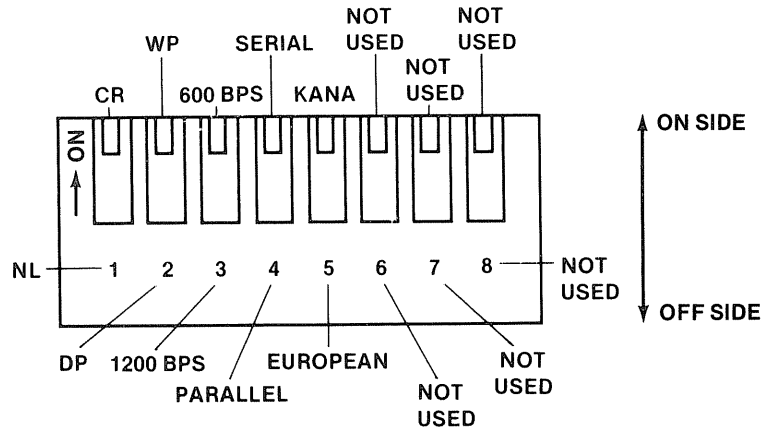 NOT
USED
NOT
USED
WP
SERIAL
NOT
USED
CR
600 BPS
KANA
ON
ON SIDE
NL
1
2
3
4
5
6
7
8
NOT
USED
OFF SIDE
DP
1200 BPS
EUROPEAN
NOT
USED
PARALLEL
NOT
USED